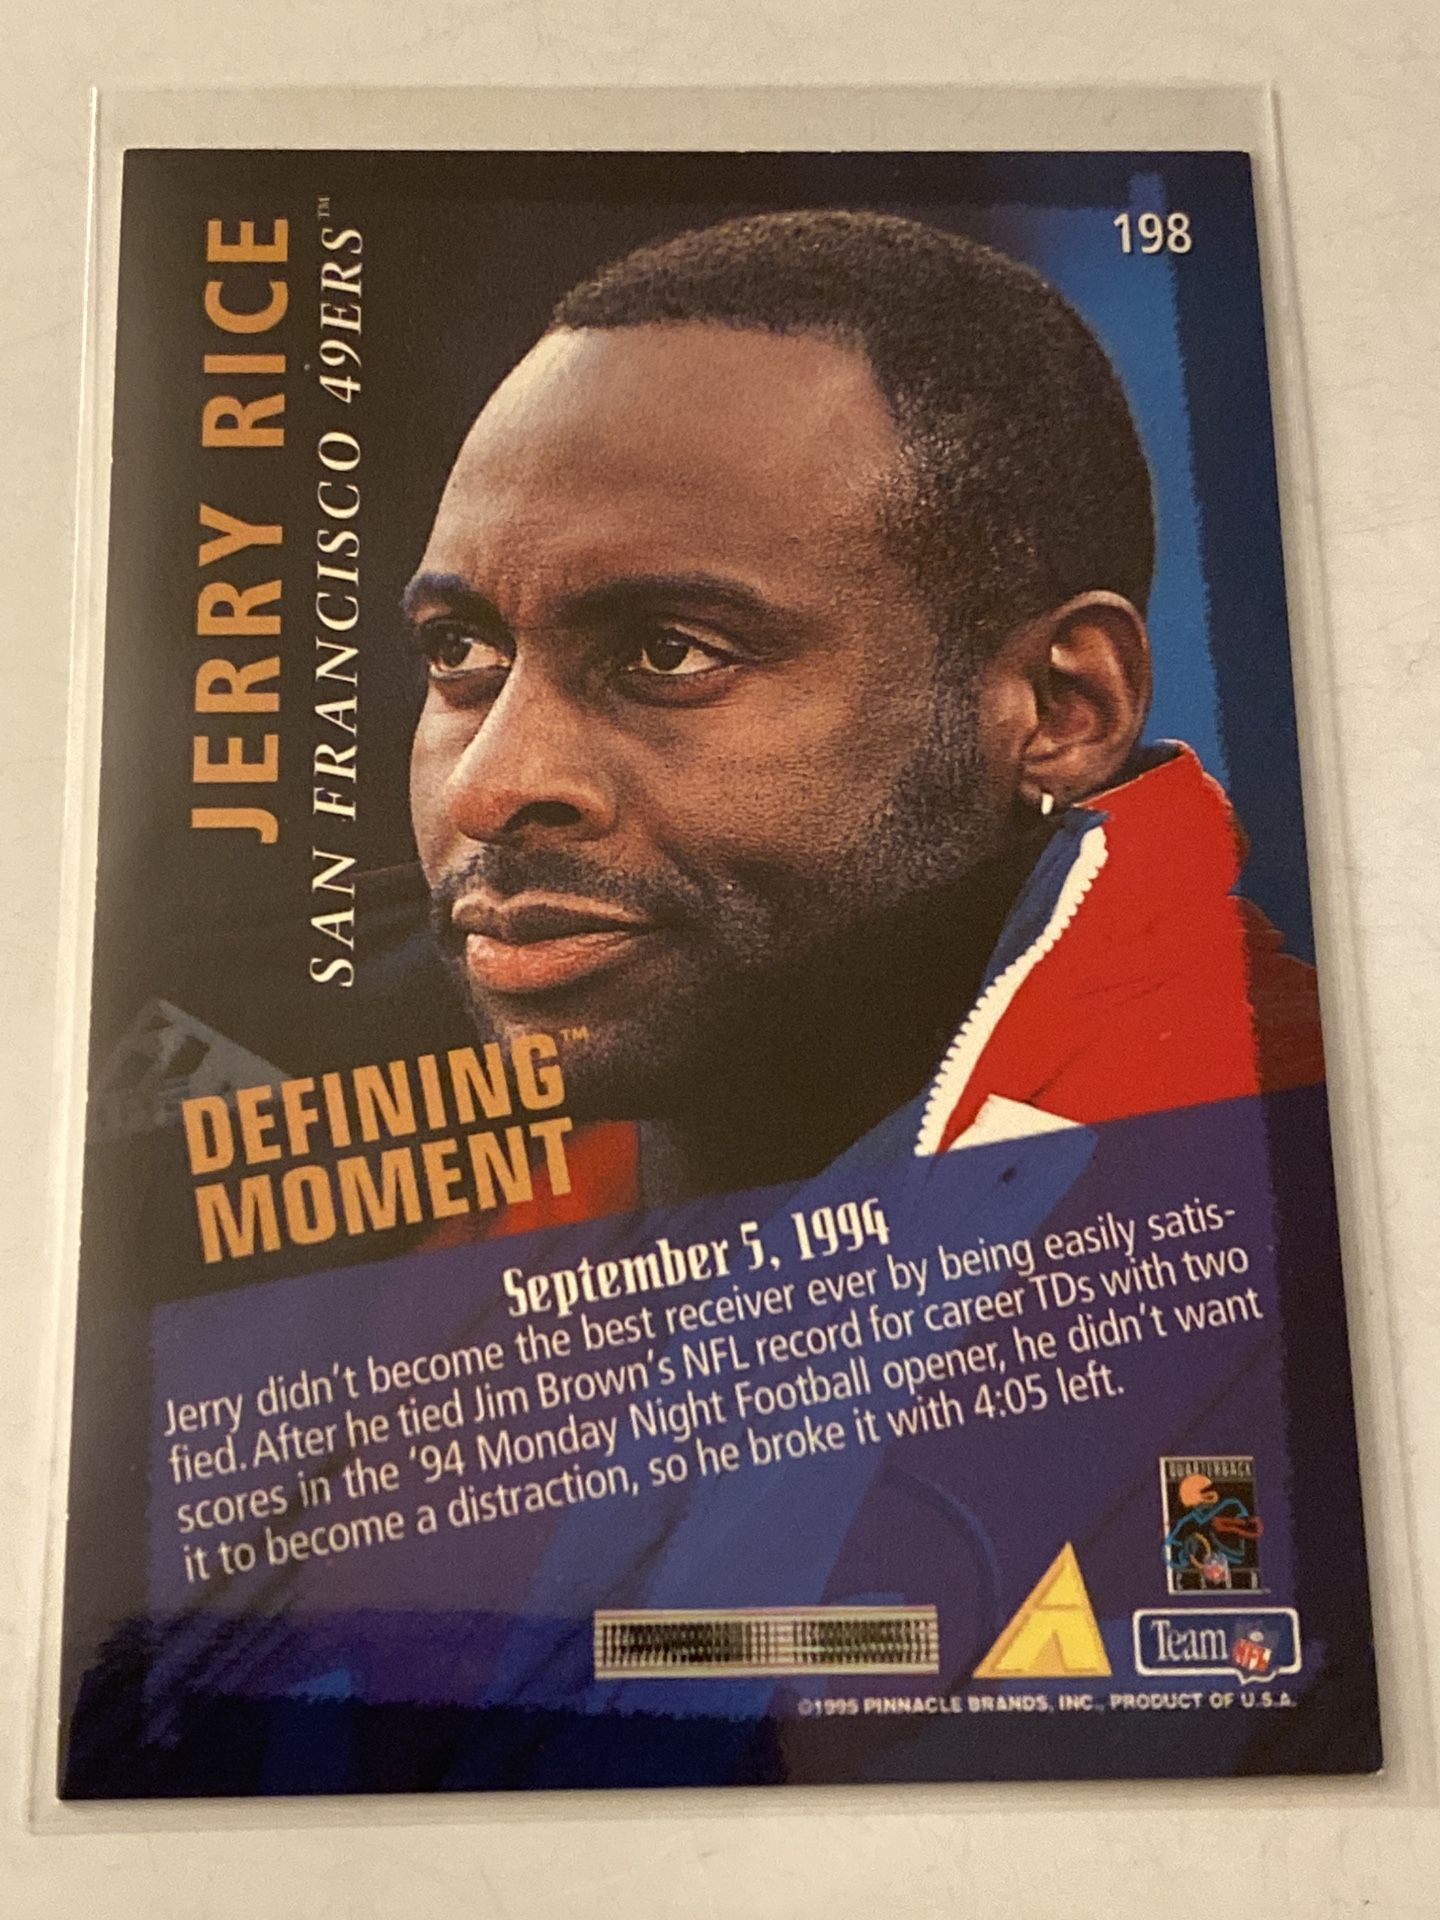 198
JERRY RICE
SAN FRANCISCO 49ERS™
DEFINING™
MOMENT
September 5, 1994
Jerry didn't become the best receiver ever by being easily satis-
fied. After he tied Jim Brown's NFL record for career TDs with two
scores in the '94 Monday Night Football opener, he didn't want
it to become a distraction, so he broke it with 4:05 left.
QUARTERBACK
Team NFL
©1995 PINNACLE BRANDS, INC., PRODUCT OF U.S.A.